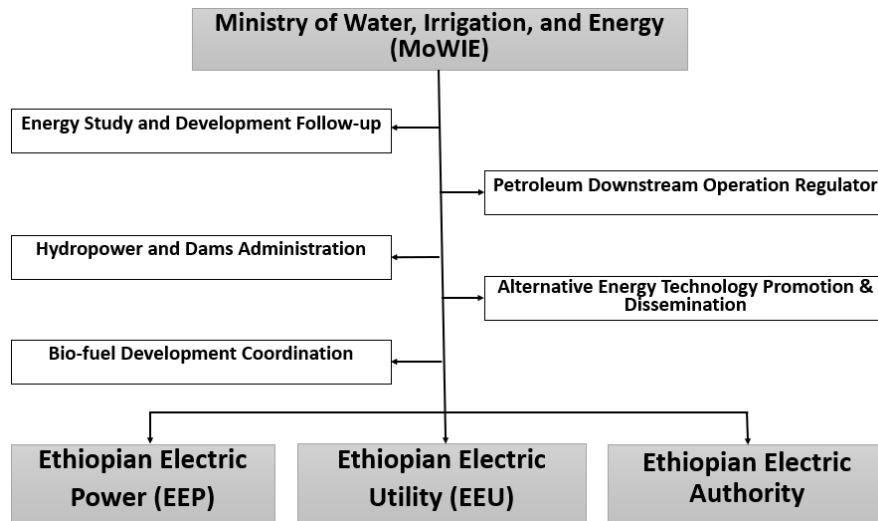 Ministry of Water, Irrigation, and Energy
(MoWIE)
Energy Study and Development Follow-up
Petroleum Downstream Operation Regulator
Hydropower and Dams Administration
Alternative Energy Technology Promotion &
Dissemination
Bio-fuel Development Coordination
Ethiopian Electric
Power (EEP)
Ethiopian Electric
Utility (EEU)
Ethiopian Electric
Authority